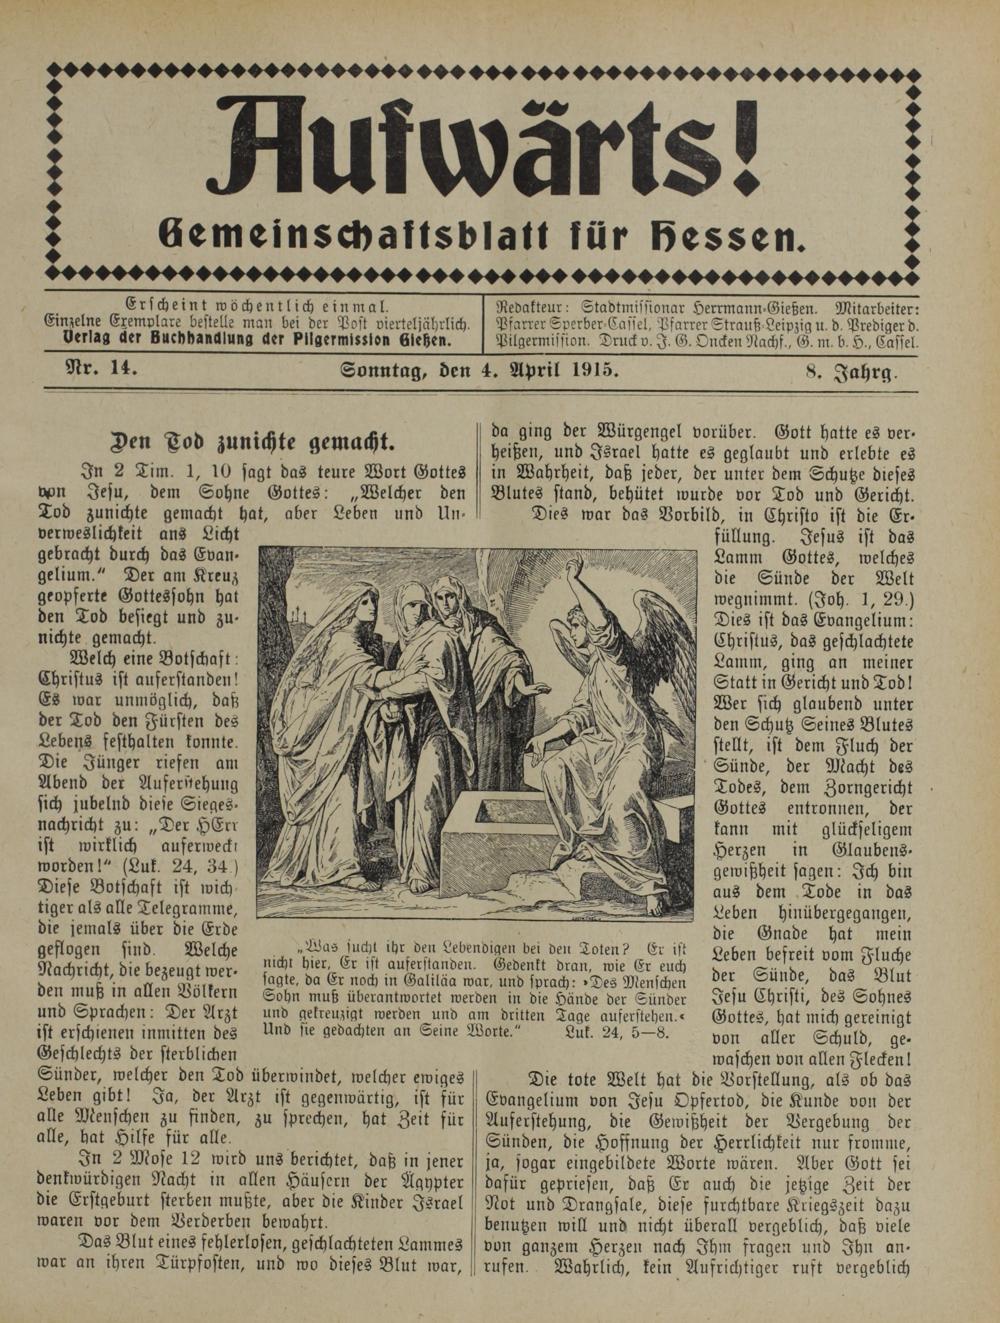 Aufwärts!
Gemeinschaftsblatt für Hessen.
Erscheint wöchentlich einmal.
Einzelne Exemplare bestelle man bei der Post vierteljährlich.
Verlag der Buchhandlung der Pilgermission Gießen.
Redakteur: Stadtmissionar Herrmann-Gießen. Mitarbeiter:
Pfarrer Sperber-Cassel, Pfarrer Strauß-Leipzig u. d. Prediger d.
Pilgermission. Druck v. J. G. Oncken Nachf., G. m. b. H., Cassel.
Nr. 14. Sonntag, den 4. April 1915. 8. Jahrg.
Den Tod zunichte gemacht.
In 2 Tim. 1, 10 sagt das teure Wort Gottes
von Jesu, dem Sohne Gottes: „Welcher den
Tod zunichte gemacht hat, aber Leben und Un-
verweslichkeit ans Licht
gebracht durch das Evan-
gelium.“ Der am Kreuz
geopferte Gottessohn hat
den Tod besiegt und zu-
nichte gemacht.
Welch eine Botschaft:
Christus ist auferstanden!
Es war unmöglich, daß
der Tod den Fürsten des
Lebens festhalten konnte.
Die Jünger riefen am
Abend der Auferstehung
sich jubelnd diese Sieges-
nachricht zu: „Der HErr
ist wirklich auferweckt
worden!“ (Luk. 24, 34.)
Diese Botschaft ist wich-
tiger als alle Telegramme,
die jemals über die Erde
geflogen sind. Welche
Nachricht, die bezeugt wer-
den muß in allen Völkern
und Sprachen: Der Arzt
ist erschienen inmitten des
Geschlechts der sterblichen
Sünder, welcher den Tod überwindet, welcher ewiges
Leben gibt! Ja, der Arzt ist gegenwärtig, ist für
alle Menschen zu finden, zu sprechen, hat Zeit für
alle, hat Hilfe für alle.
In 2 Mose 12 wird uns berichtet, daß in jener
denkwürdigen Nacht in allen Häusern der Ägypter
die Erstgeburt sterben mußte, aber die Kinder Israel
waren vor dem Verderben bewahrt.
Das Blut eines fehlerlosen, geschlachteten Lammes
war an ihren Türpfosten, und wo dieses Blut war,
„Was sucht ihr den Lebendigen bei den Toten? Er ist
nicht hier, Er ist auferstanden. Gedenkt dran, wie Er euch
sagte, da Er noch in Galiläa war, und sprach: »Des Menschen
Sohn muß überantwortet werden in die Hände der Sünder
und gekreuzigt werden und am dritten Tage auferstehen.«
Und sie gedachten an Seine Worte.“ Luk. 24, 5—8.
da ging der Würgengel vorüber. Gott hatte es ver-
heißen, und Israel hatte es geglaubt und erlebte es
in Wahrheit, daß jeder, der unter dem Schutze dieses
Blutes stand, behütet wurde vor Tod und Gericht.
Dies war das Vorbild, in Christo ist die Er-
füllung. Jesus ist das
Lamm Gottes, welches
die Sünde der Welt
wegnimmt. (Joh. 1, 29.)
Dies ist das Evangelium:
Christus, das geschlachtete
Lamm, ging an meiner
Statt in Gericht und Tod!
Wer sich glaubend unter
den Schutz Seines Blutes
stellt, ist dem Fluch der
Sünde, der Macht des
Todes, dem Zorngericht
Gottes entronnen, der
kann mit glückseligem
Herzen in Glaubens-
gewißheit sagen: Ich bin
aus dem Tode in das
Leben hinübergegangen,
die Gnade hat mein
Leben befreit vom Fluche
der Sünde, das Blut
Jesu Christi, des Sohnes
Gottes, hat mich gereinigt
von aller Schuld, ge-
waschen von allen Flecken!
Die tote Welt hat die Vorstellung, als ob das
Evangelium von Jesu Opfertod, die Kunde von der
Auferstehung, die Gewißheit der Vergebung der
Sünden, die Hoffnung der Herrlichkeit nur fromme,
ja, sogar eingebildete Worte wären. Aber Gott sei
dafür gepriesen, daß Er auch die jetzige Zeit der
Not und Drangsale, diese furchtbare Kriegszeit dazu
benutzen will und nicht überall vergeblich, daß viele
von ganzem Herzen nach Ihm fragen und Ihn an-
rufen. Wahrlich, kein Aufrichtiger ruft vergeblich